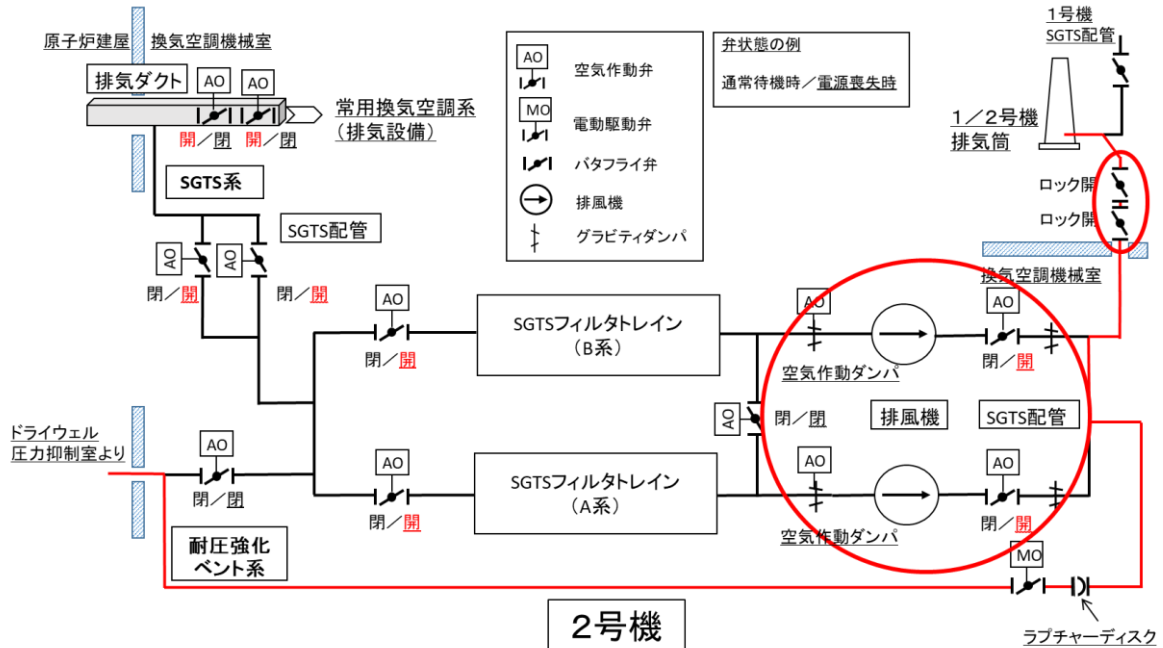 原子炉建屋
換気空調機械室
排気ダクト
AO
AO
開／閉
開／閉
常用換気空調系
（排気設備）
SGTS系
SGTS配管
AO
AO
閉／開
閉／開
AO
空気作動弁
MO
電動駆動弁
バタフライ弁
排風機
グラビティダンパ
弁状態の例
通常待機時／電源喪失時
1号機
SGTS配管
1／2号機
排気筒
ロック開
ロック開
換気空調機械室
AO
閉／開
SGTSフィルタトレイン
（B系）
AO
空気作動ダンパ
AO
閉／開
AO
閉／閉
排風機
SGTS配管
ドライウェル
圧力抑制室より
AO
閉／閉
AO
閉／開
SGTSフィルタトレイン
（A系）
AO
空気作動ダンパ
AO
閉／開
耐圧強化
ベント系
MO
ラプチャーディスク
2号機